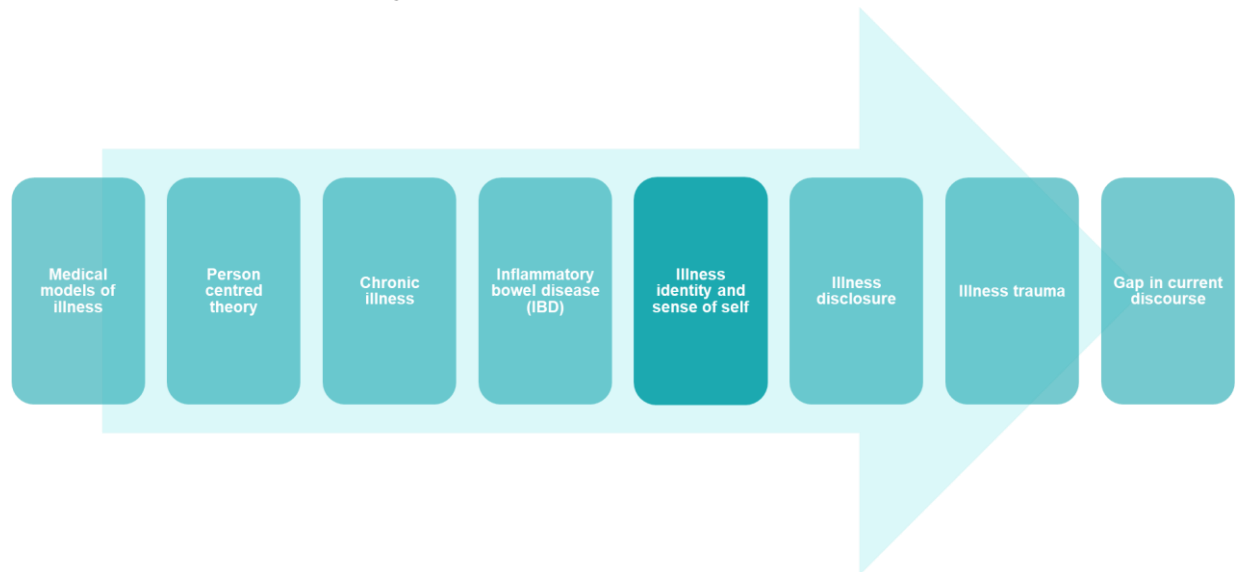 Medical
models of
illness
Person
centred
theory
Chronic
illness
Inflammatory
bowel disease
(IBD)
Illness
identity and
sense of self
Illness
disclosure
Illness trauma
Gap in current
discourse